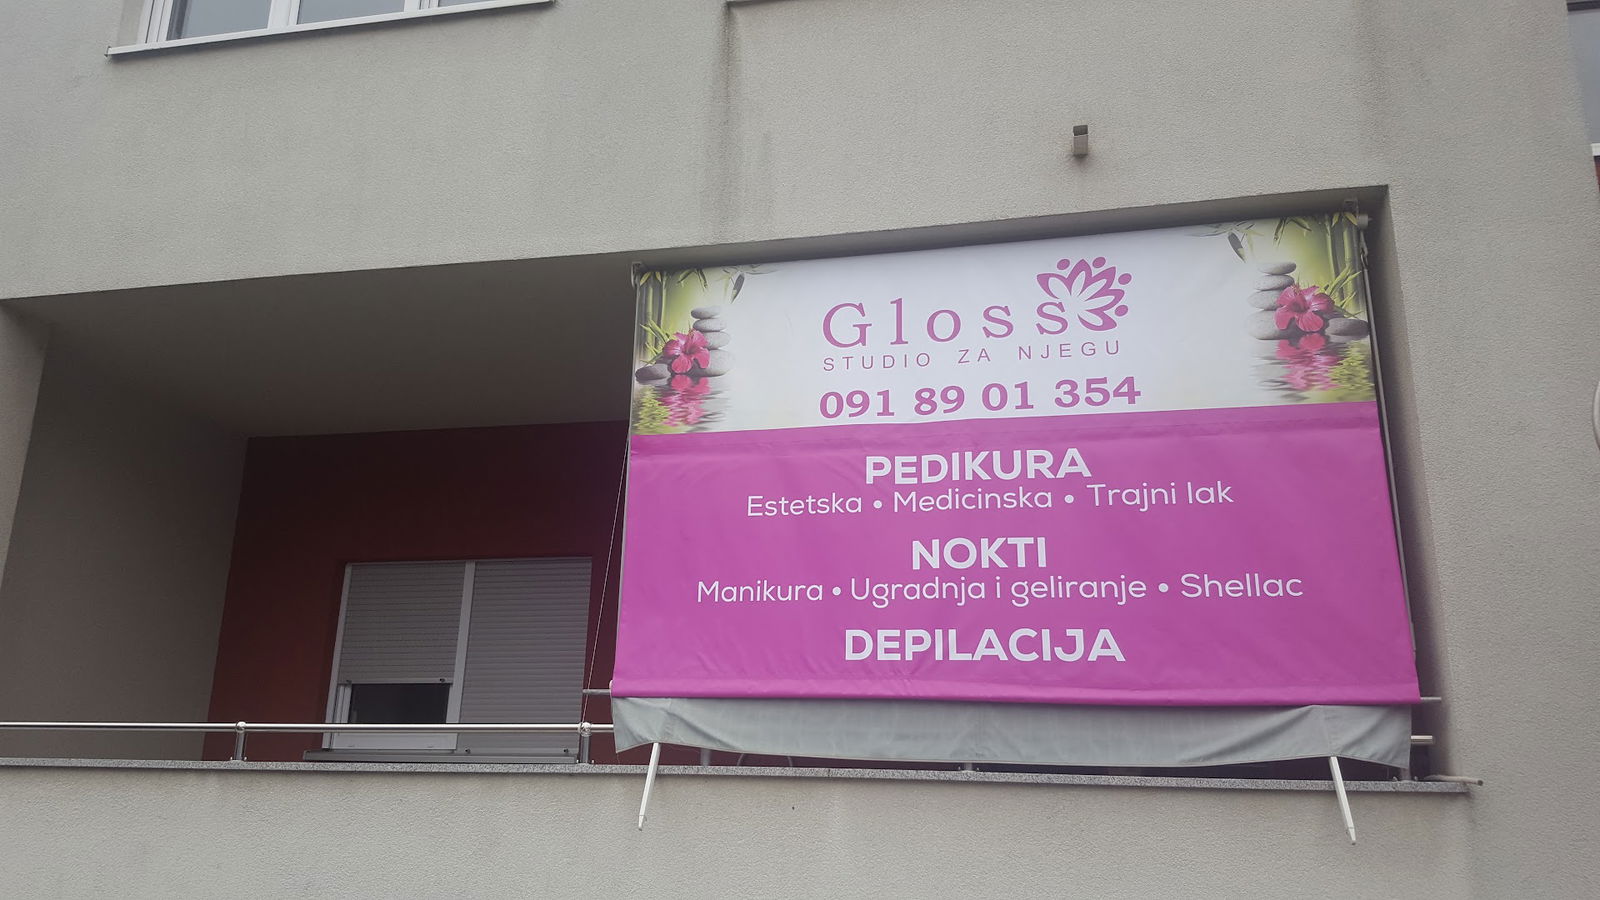 Gloss
STUDIO ZA NJEGU
091 89 01 354
PEDIKURA
Estetska • Medicinska • Trajni lak
NOKTI
Manikura • Ugradnja i geliranje • Shellac
DEPILACIJA